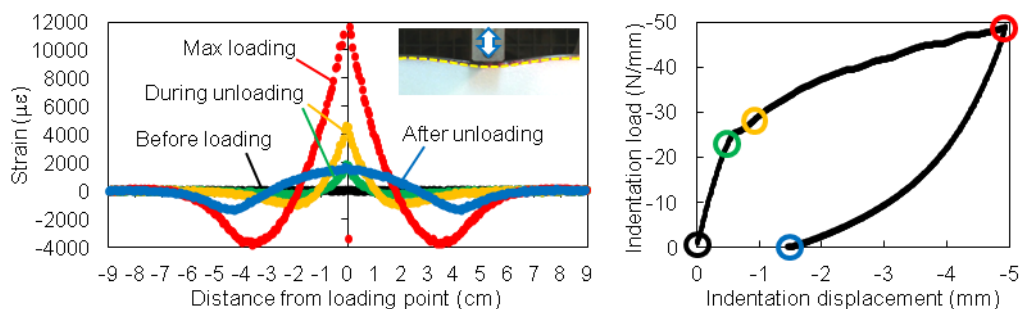 12000
10000
8000
6000
4000
2000
0
-2000
-4000
Strain (με)
Max loading
During unloading
Before loading
After unloading
-9 -8 -7 -6 -5 -4 -3 -2 -1 0 1 2 3 4 5 6 7 8 9
Distance from loading point (cm)
-50
-40
-30
-20
-10
0
Indentation load (N/mm)
0 -1 -2 -3 -4 -5
Indentation displacement (mm)